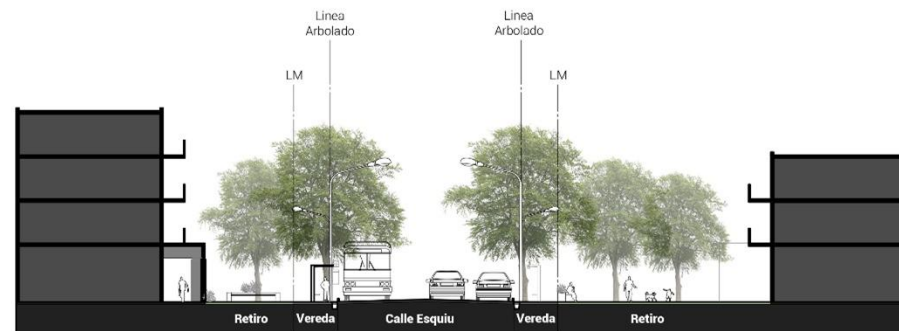 Linea
Arbolado
Linea
Arbolado
LM
LM
Retiro
Vereda
Calle Esquiu
Vereda
Retiro